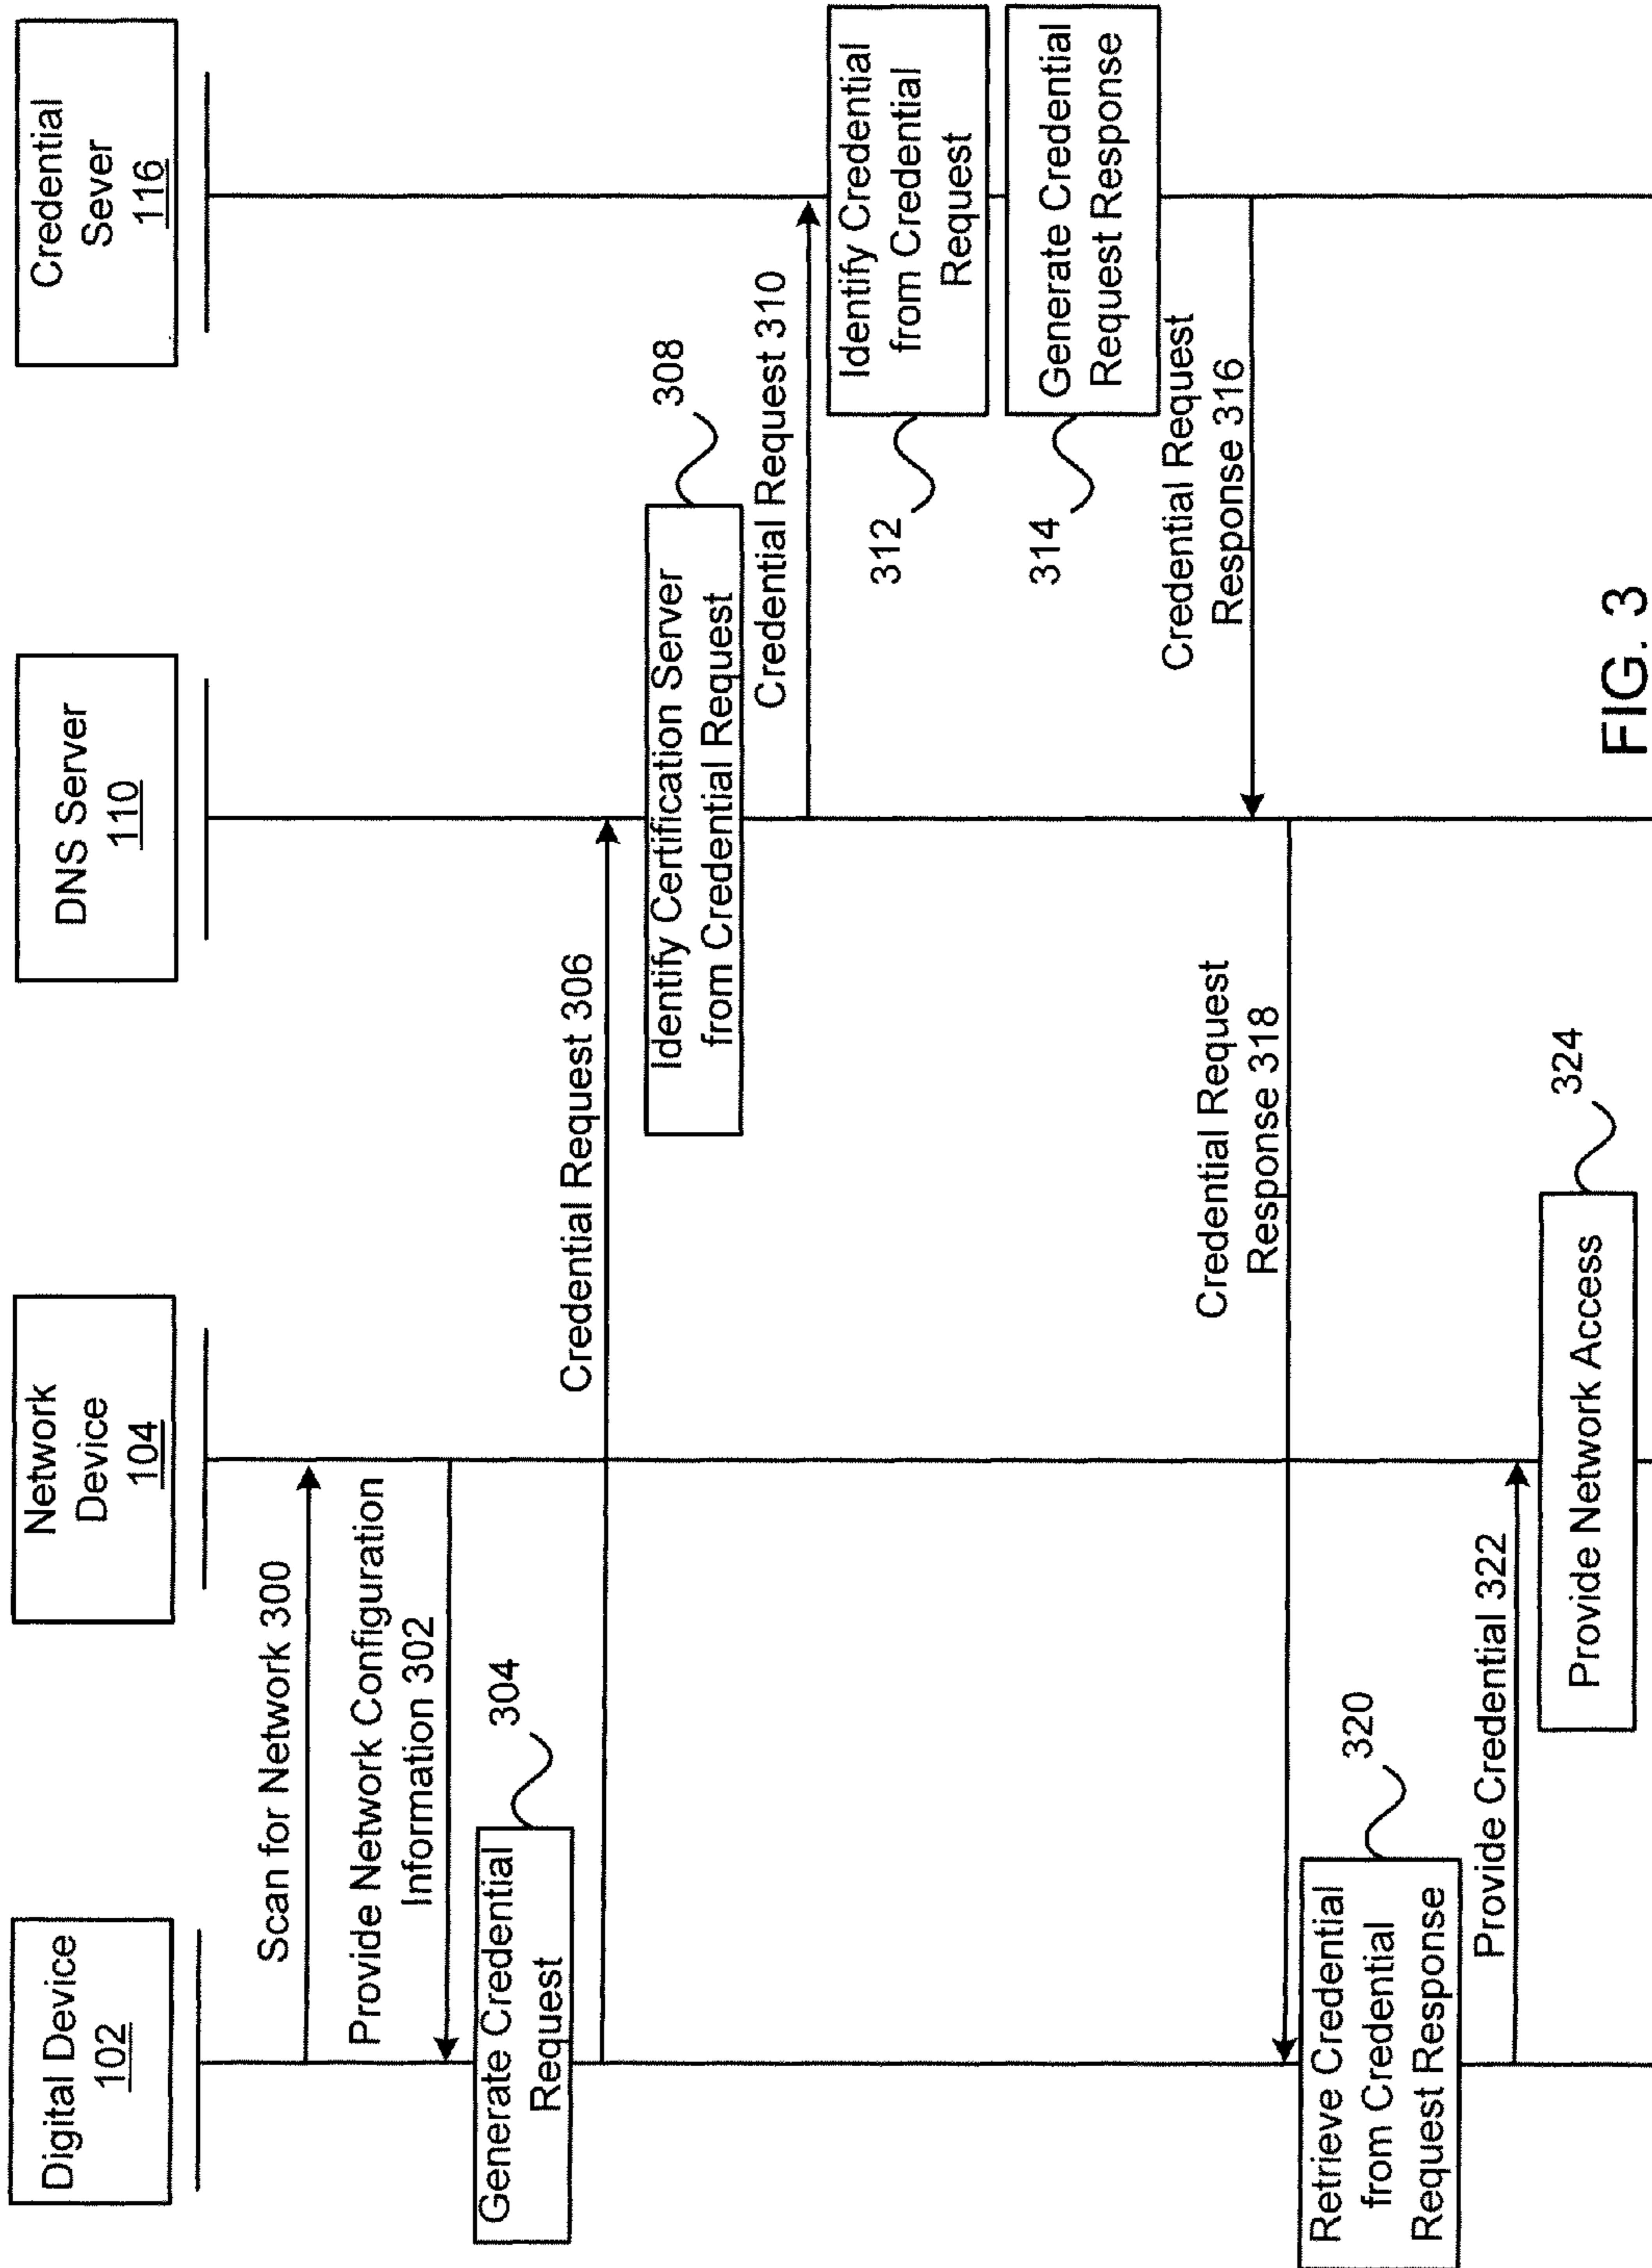 Digital Device
102
Network
Device
104
DNS Server
110
Credential
Sever
116
Scan for Network 300
Provide Network Configuration
Information 302
Generate Credential
Request
304
Credential Request 306
Identify Certification Server
from Credential Request
308
Credential Request 310
Identify Credential
from Credential
Request
312
Generate Credential
Request Response
314
Credential Request
Response 316
Credential Request
Response 318
Retrieve Credential
from Credential
Request Response
320
Provide Credential 322
Provide Network Access
324
FIG. 3